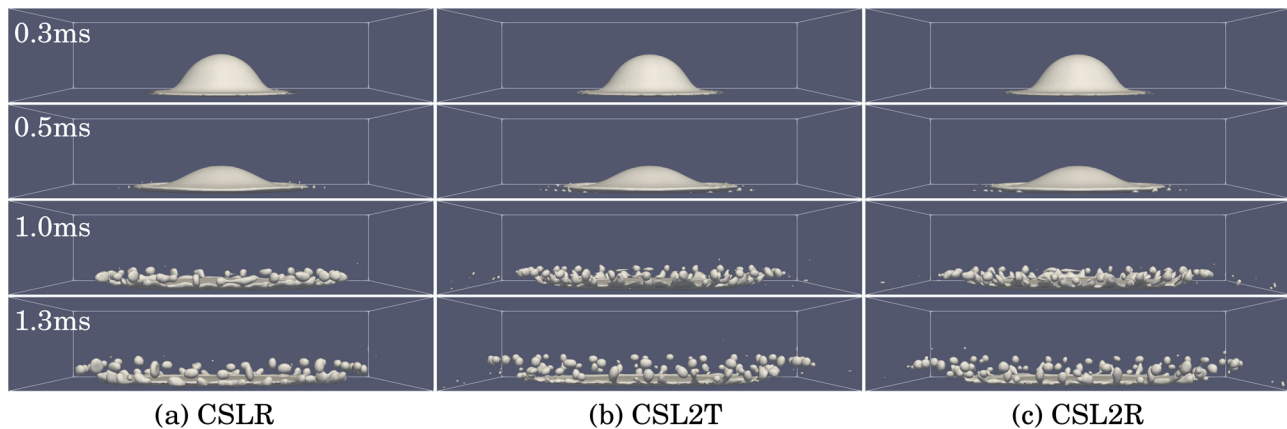 0.3ms
0.5ms
1.0ms
1.3ms
(a) CSLR (b) CSL2T (c) CSL2R